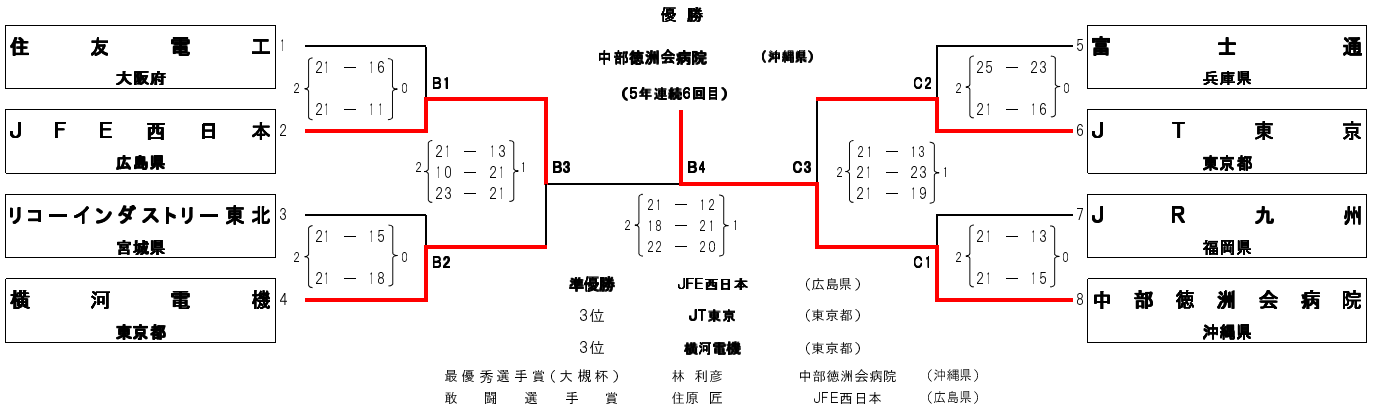 優勝
中部徳洲会病院 (沖縄県)
(5年連続6回目)
住友電工 1
大阪府
JFE西日本 2
広島県
リコーインダストリー東北 3
宮城県
横河電機 4
東京都
2 21 — 16 0
21 — 11
B1
2 21 — 13 1
10 — 21
23 — 21
B3
2 21 — 15 0
21 — 18
B2
B4
2 21 — 12 1
18 — 21
22 — 20
5 富士通
兵庫県
6 JT東京
東京都
7 JR九州
福岡県
8 中部徳洲会病院
沖縄県
C2
2 25 — 23 0
21 — 16
C3
2 21 — 13 1
21 — 23
21 — 19
C1
2 21 — 13 0
21 — 15
準優勝 JFE西日本 (広島県)
3位 JT東京 (東京都)
3位 横河電機 (東京都)
最優秀選手賞(大槻杯) 林 利彦 中部徳洲会病院 (沖縄県)
敢闘選手賞 住原 匠 JFE西日本 (広島県)